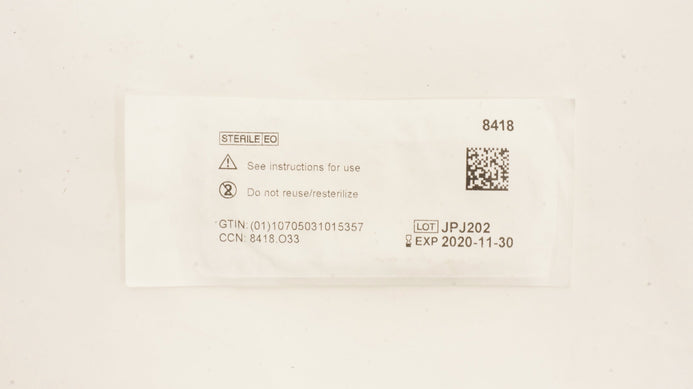 8418
STERILE EO
See instructions for use
Do not reuse/resterilize
GTIN: (01)10705031015357
CCN: 8418.O33
LOT JPJ202
EXP 2020-11-30